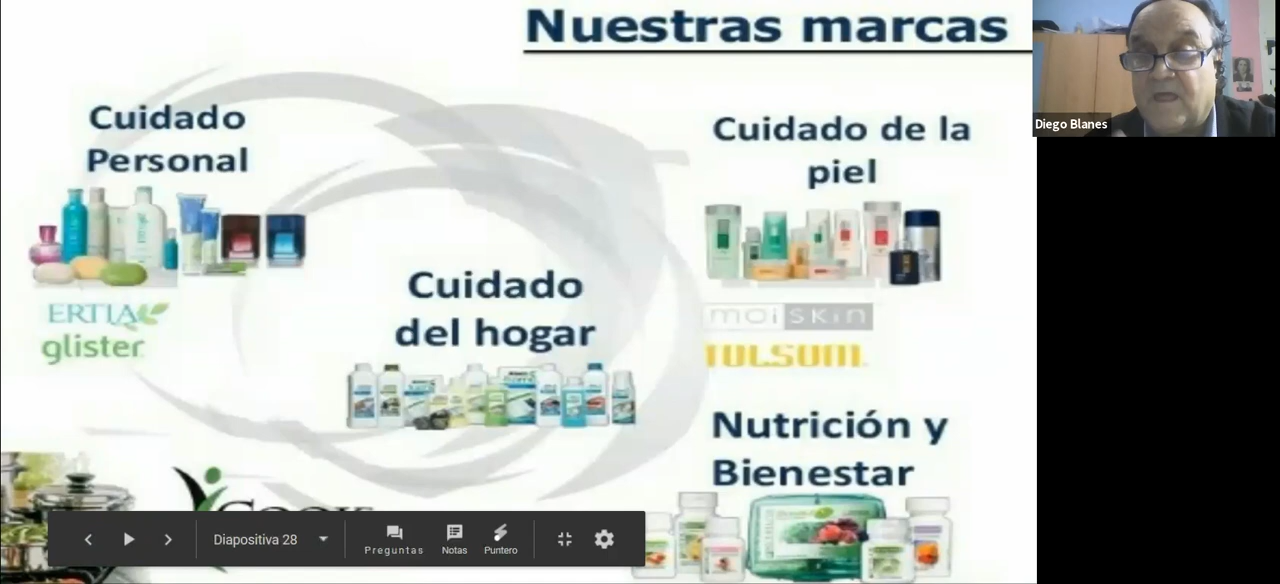 Nuestras marcas
Diego Blanes
Cuidado
Personal
Cuidado de la
piel
ERTIA
glister
Cuidado
del hogar
moiskin
TOLSOM
Nutrición y
Bienestar
Diapositiva 28
Preguntas
Notas
Puntero